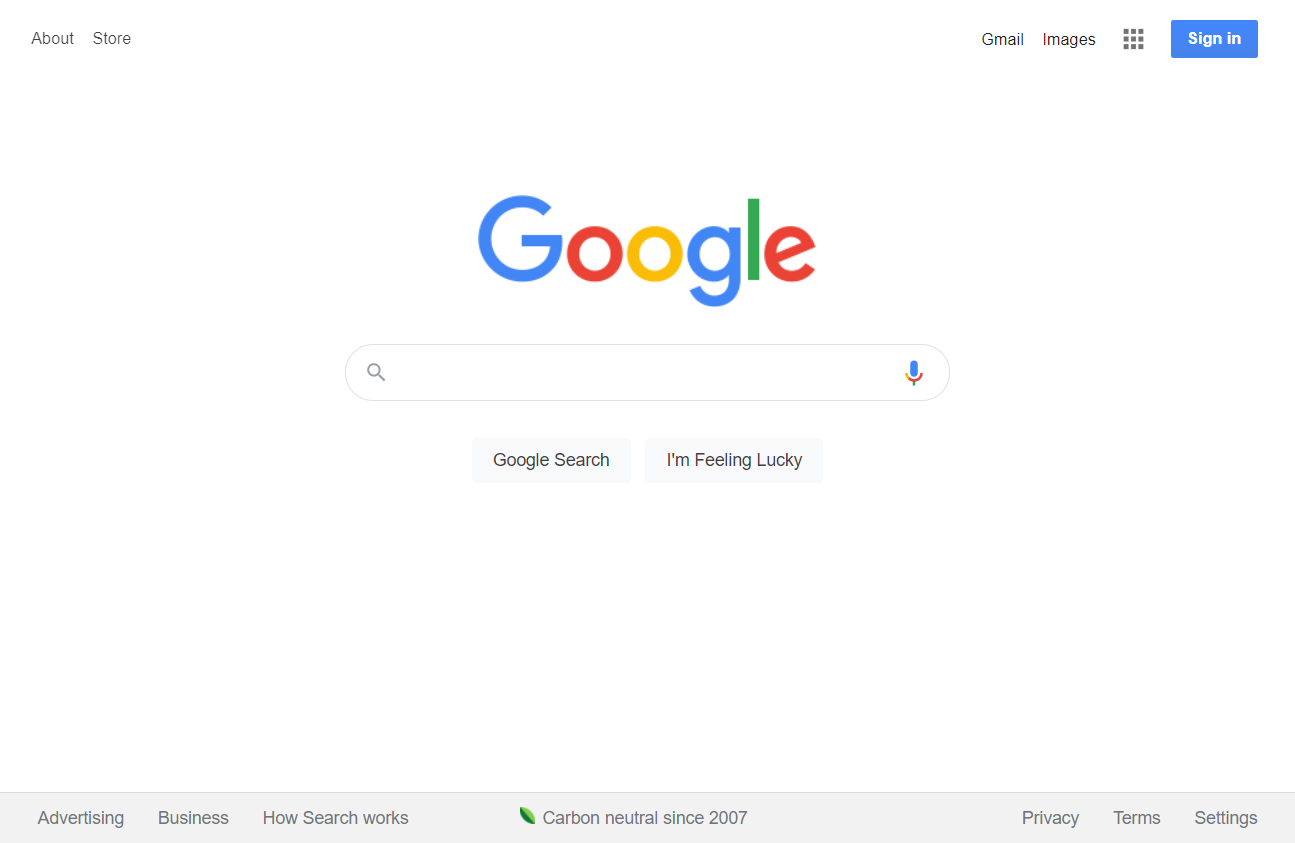 About Store Gmail Images Sign in
Google
Google Search I'm Feeling Lucky
Advertising Business How Search works Carbon neutral since 2007 Privacy Terms Settings